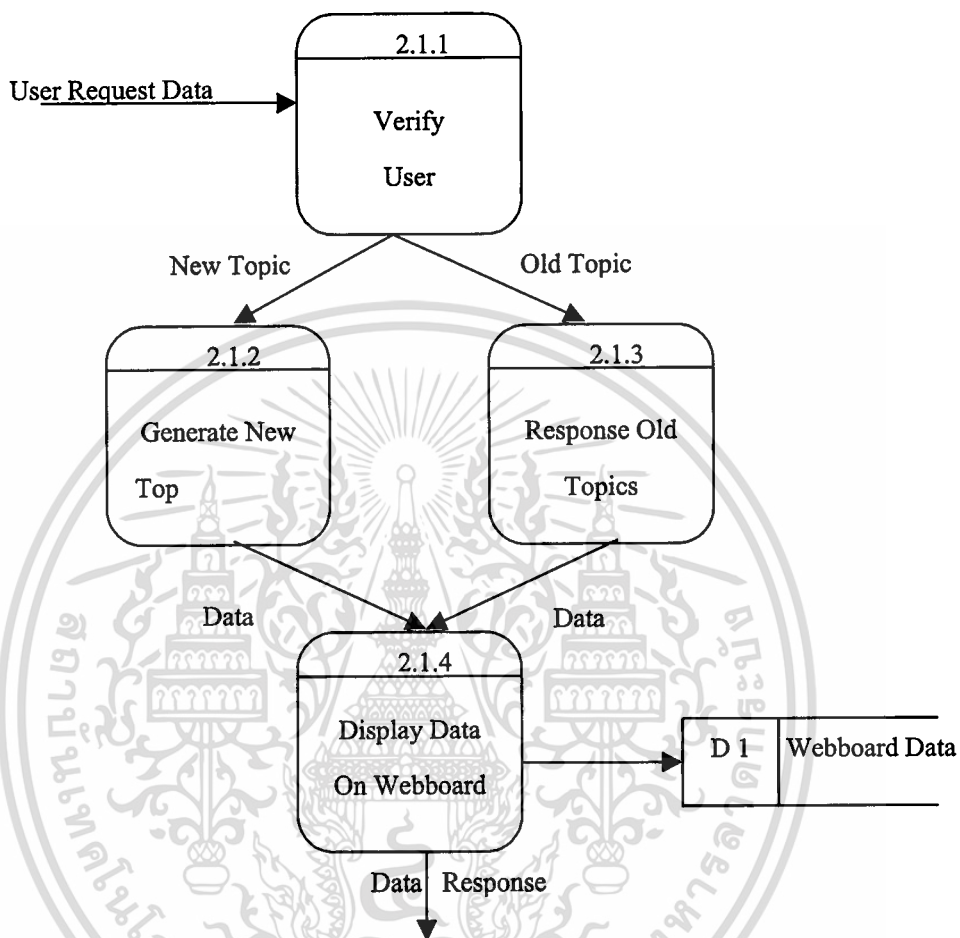 2.1.1
User Request Data
Verify
User
New Topic
Old Topic
2.1.2
2.1.3
Generate New
Top
Response Old
Topics
Data
Data
2.1.4
Display Data
On Webboard
D 1
Webboard Data
Data
Response